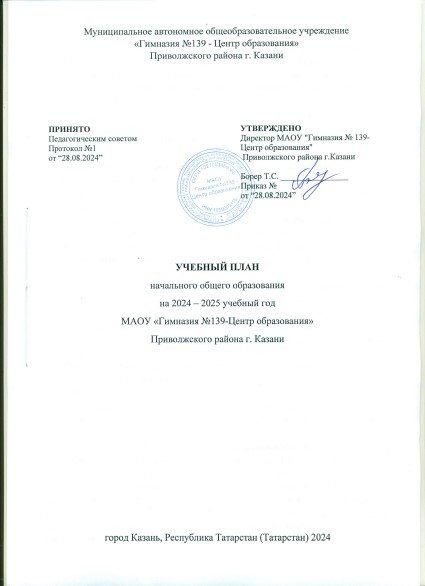 Муниципальное автономное общеобразовательное учреждение
«Гимназия №139 - Центр образования»
Приволжского района г. Казани
ПРИНЯТО
Педагогическим советом
Протокол №1
от “28.08.2024”
УТВЕРЖДЕНО
Директор МАОУ "Гимназия № 139-
Центр образования"
Приволжского района г.Казани
Борер Т.С.
Приказ №
от “28.08.2024”
МАОУ
УЧЕБНЫЙ ПЛАН
начального общего образования
на 2024 – 2025 учебный год
МАОУ «Гимназия №139-Центр образования»
Приволжского района г. Казани
город Казань, Республика Татарстан (Татарстан) 2024